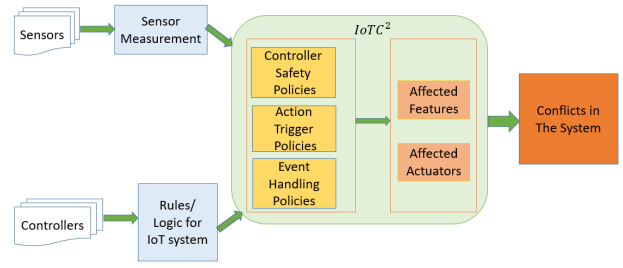 Sensors
Sensor
Measurement
IoTC²
Controller
Safety
Policies
Action
Trigger
Policies
Event
Handling
Policies
Affected
Features
Affected
Actuators
Conflicts in
The System
Controllers
Rules/
Logic for
IoT system